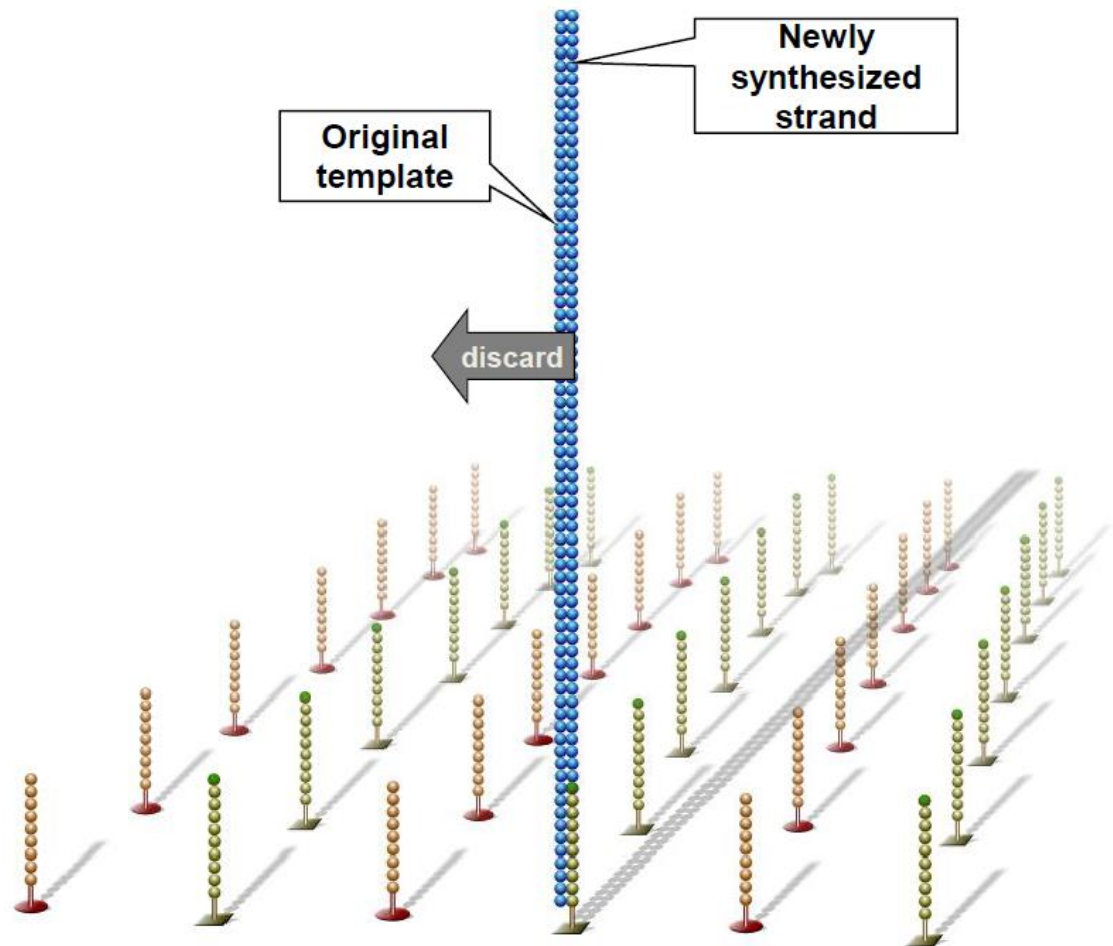 Newly
synthesized
strand
Original
template
discard